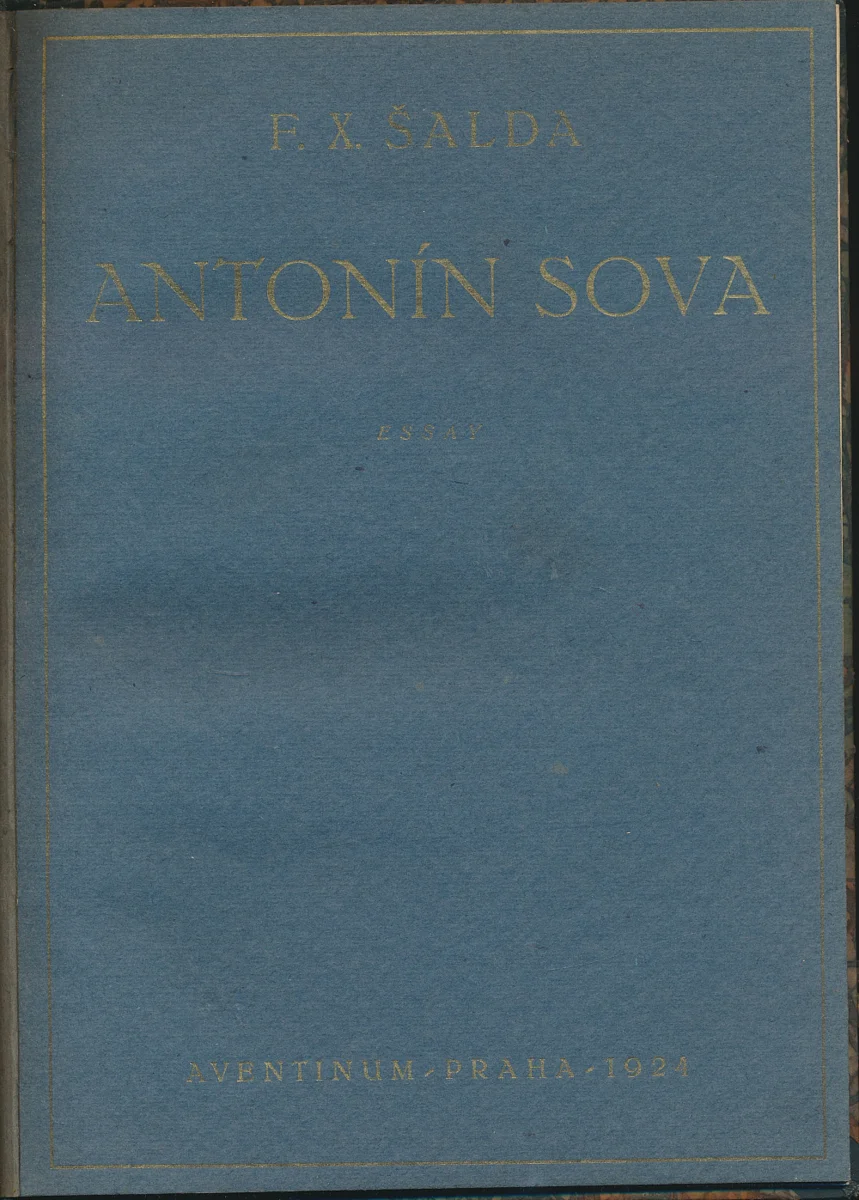 F. X. ŠALDA
ANTONÍN SOVA
ESSAY
AVENTINUM-PRAHA-1924